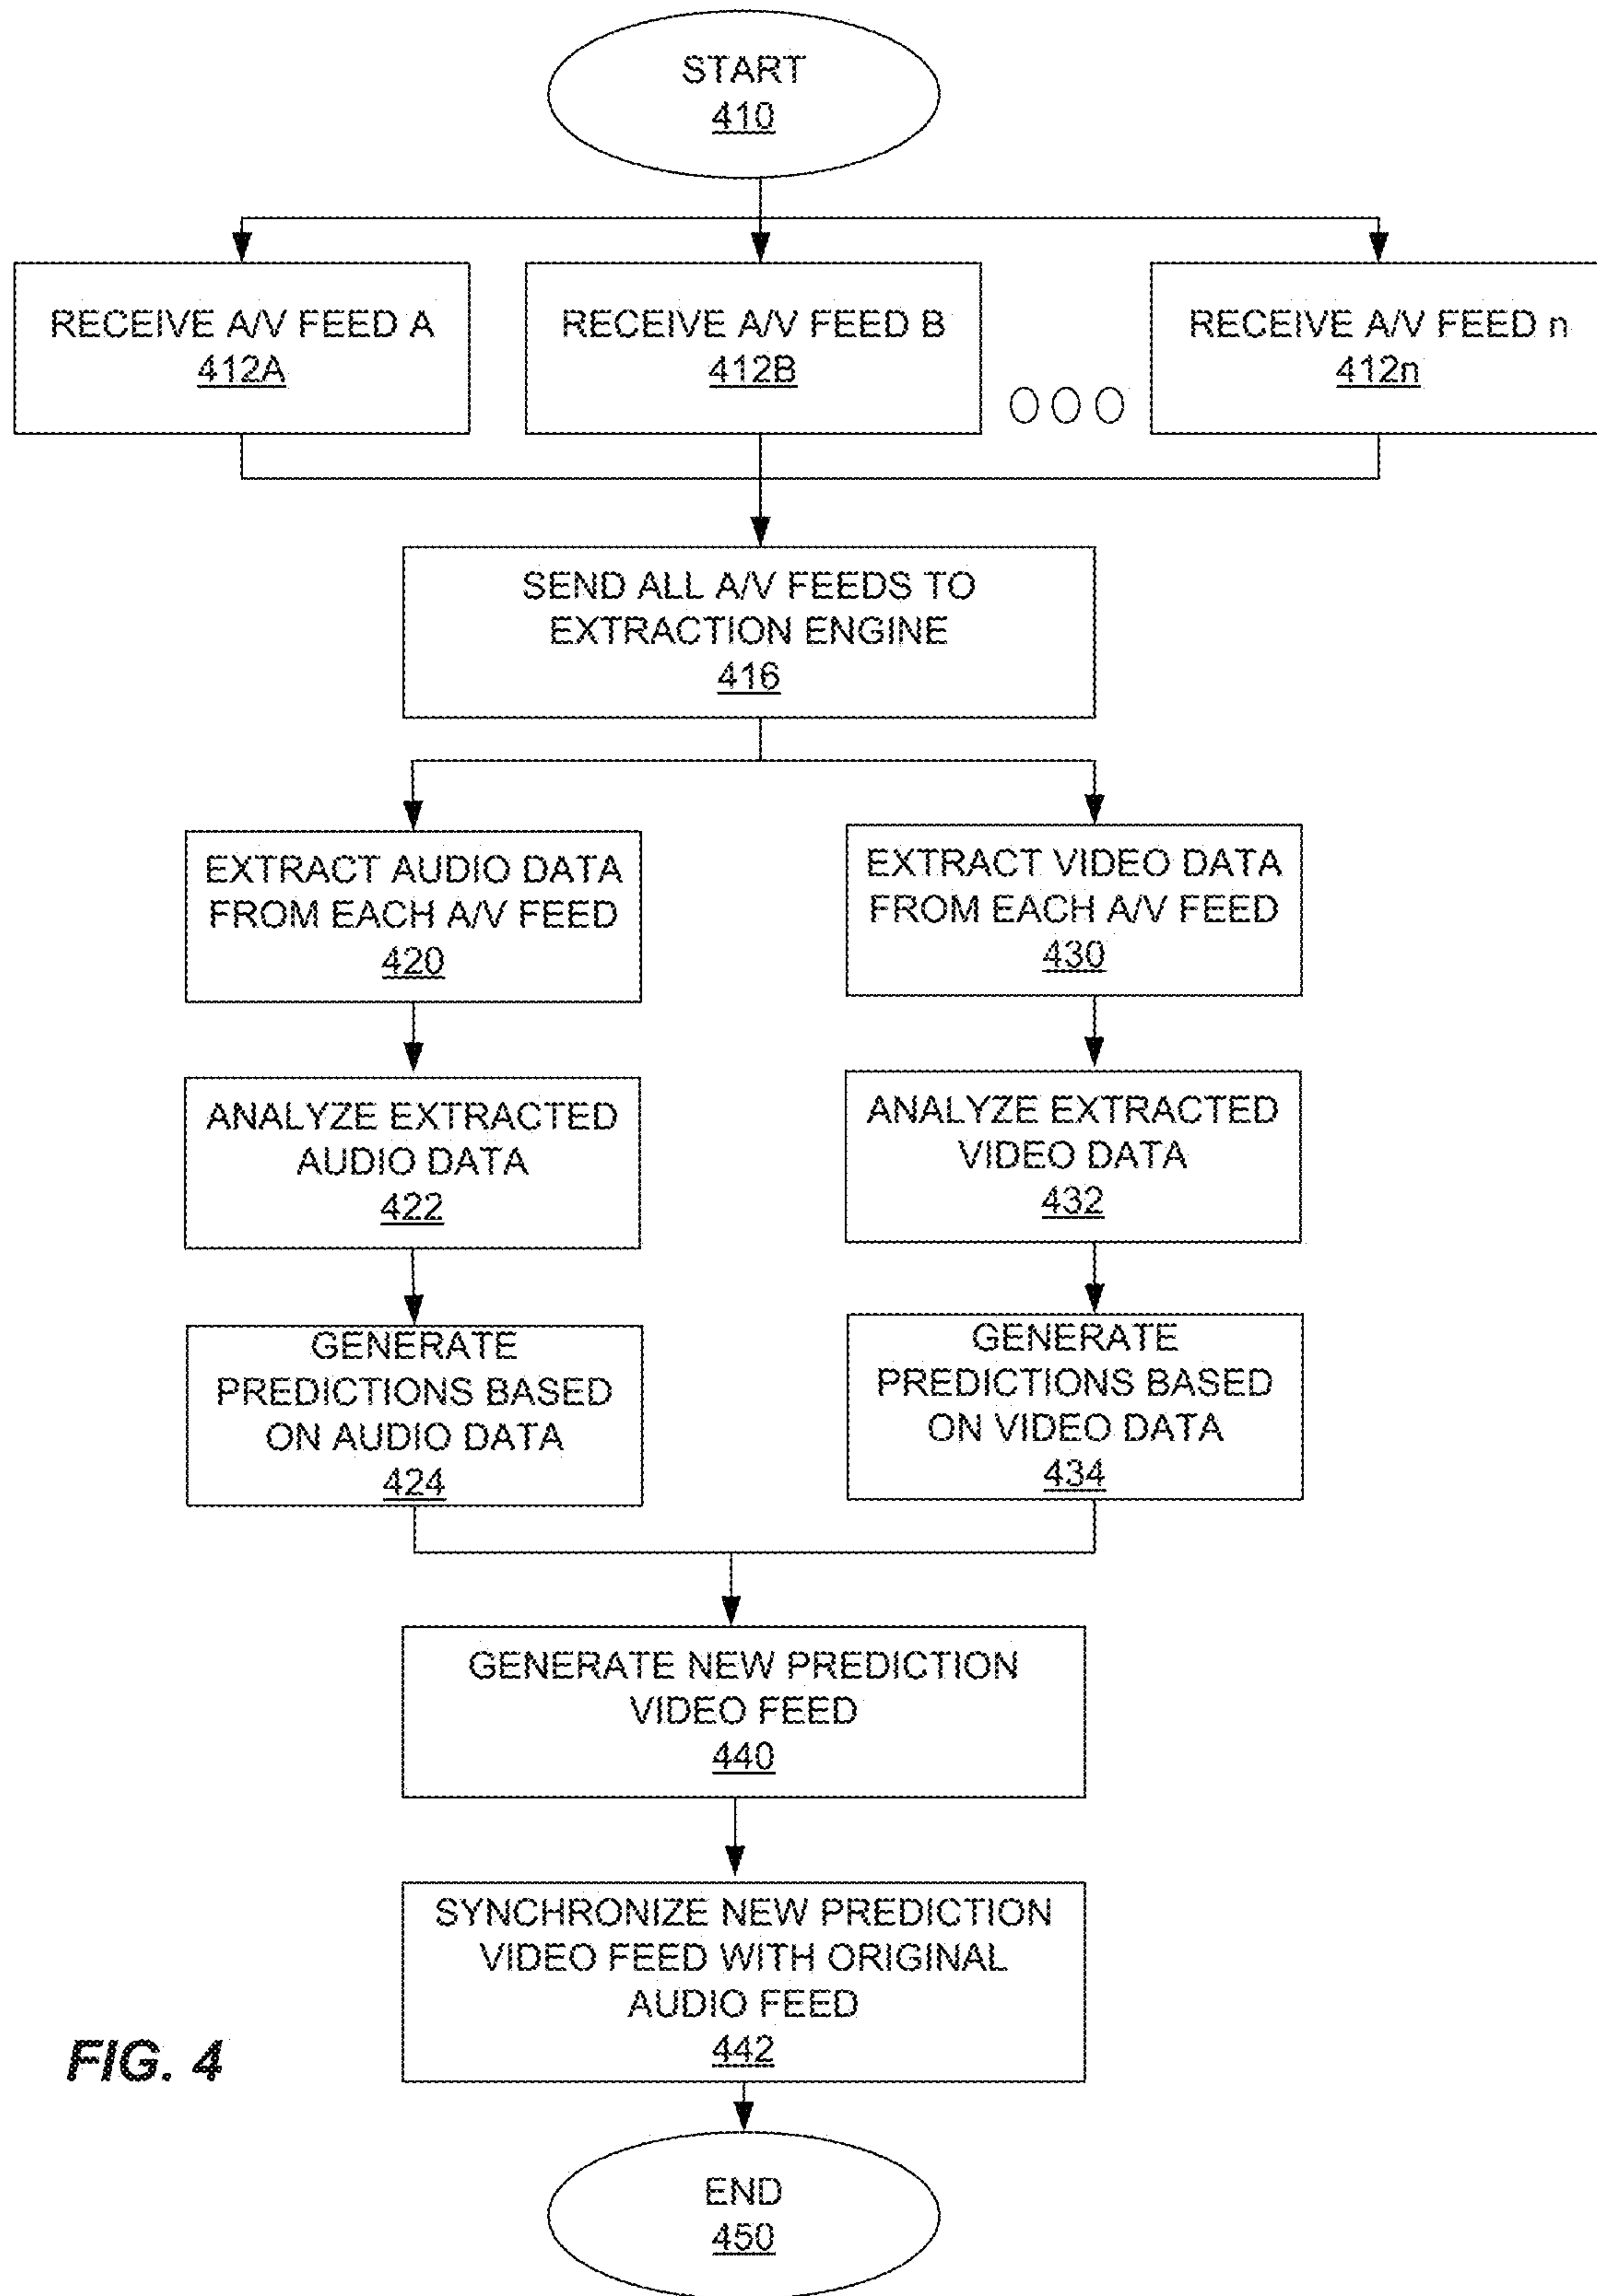 START
410
RECEIVE A/V FEED A
412A
RECEIVE A/V FEED B
412B
RECEIVE A/V FEED n
412n
SEND ALL A/V FEEDS TO
EXTRACTION ENGINE
416
EXTRACT AUDIO DATA
FROM EACH A/V FEED
420
EXTRACT VIDEO DATA
FROM EACH A/V FEED
430
ANALYZE EXTRACTED
AUDIO DATA
422
ANALYZE EXTRACTED
VIDEO DATA
432
GENERATE
PREDICTIONS BASED
ON AUDIO DATA
424
GENERATE
PREDICTIONS BASED
ON VIDEO DATA
434
GENERATE NEW PREDICTION
VIDEO FEED
440
SYNCHRONIZE NEW PREDICTION
VIDEO FEED WITH ORIGINAL
AUDIO FEED
442
FIG. 4
END
450